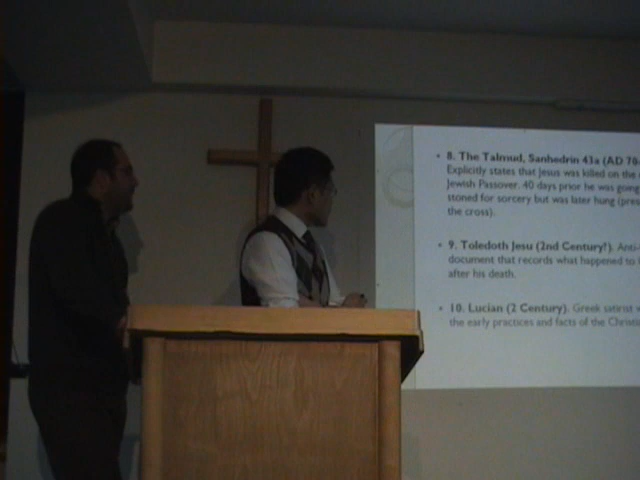 • 8. The Talmud, Sanhedrin 43a (AD 70-
Explicitly states that Jesus was killed on the
Jewish Passover. 40 days prior he was going
stoned for sorcery but was later hung (pres
the cross).
• 9. Toledoth Jesu (2nd Century?). Anti-
document that records what happened to
after his death.
• 10. Lucian (2 Century). Greek satirist
the early practices and facts of the Christia